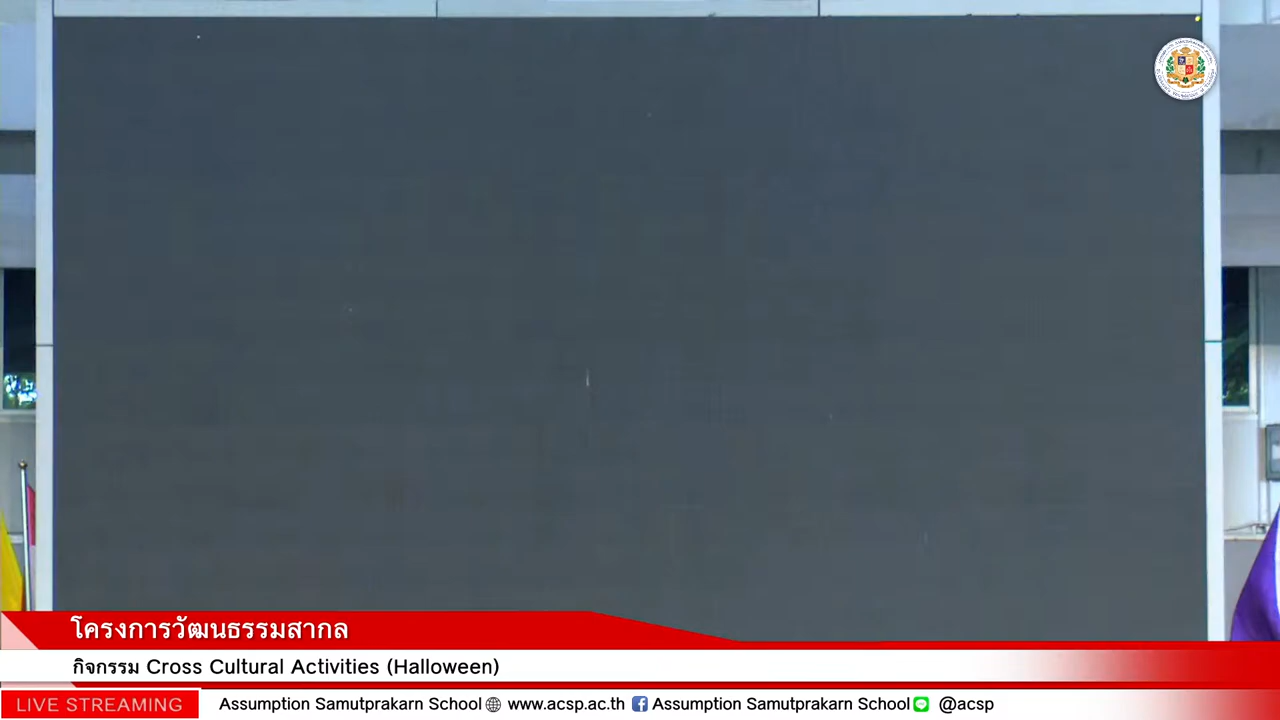 โครงการวัฒนธรรมสากล
กิจกรรม Cross Cultural Activities (Halloween)
LIVE STREAMING Assumption Samutprakarn School www.acsp.ac.th Assumption Samutprakarn School @acsp